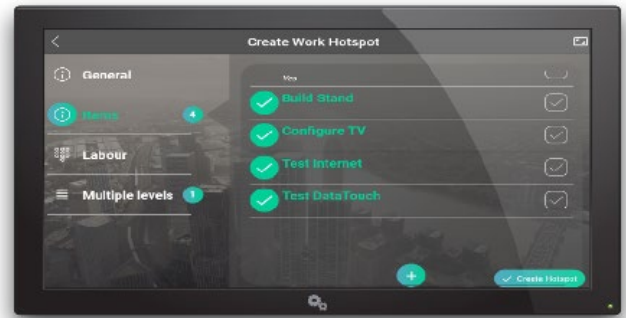 Create Work Hotspot
General
Items 4
Labour
Multiple levels 1
Yes
Build Stand
Configure TV
Test Internet
Test DataTouch
Create Hotspot